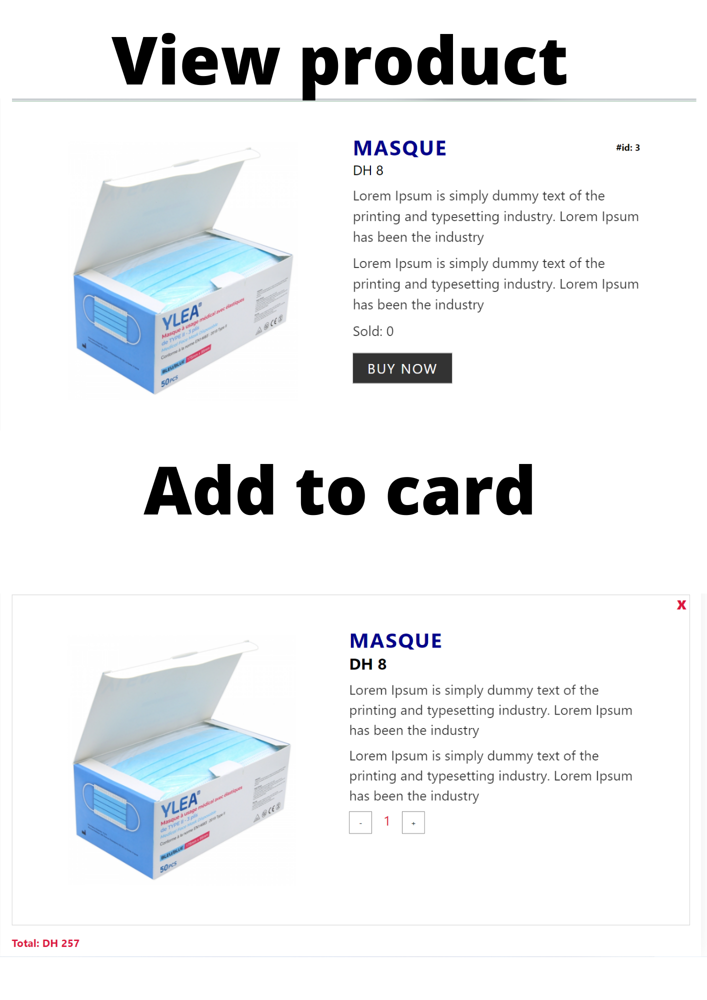 View product
MASQUE
#id: 3
DH 8
Lorem Ipsum is simply dummy text of the
printing and typesetting industry. Lorem Ipsum
has been the industry
Lorem Ipsum is simply dummy text of the
printing and typesetting industry. Lorem Ipsum
has been the industry
Sold: 0
BUY NOW
YLEA
Masque à usage médical avec élastiques
de TYPE II - 3 plis
Medical Face Mask Disposable
Conforme à la norme EN14683 : 2019 Type II
BLEU/BLUE 175mm x 95mm
50PCS
Add to card
X
MASQUE
DH 8
Lorem Ipsum is simply dummy text of the
printing and typesetting industry. Lorem Ipsum
has been the industry
Lorem Ipsum is simply dummy text of the
printing and typesetting industry. Lorem Ipsum
has been the industry
- 1 +
YLEA
Masque à usage médical avec élastiques
de TYPE II - 3 plis
Medical Face Mask Disposable
Conforme à la norme EN14683 : 2019 Type II
BLEU/BLUE 175mm x 95mm
50PCS
Total: DH 257